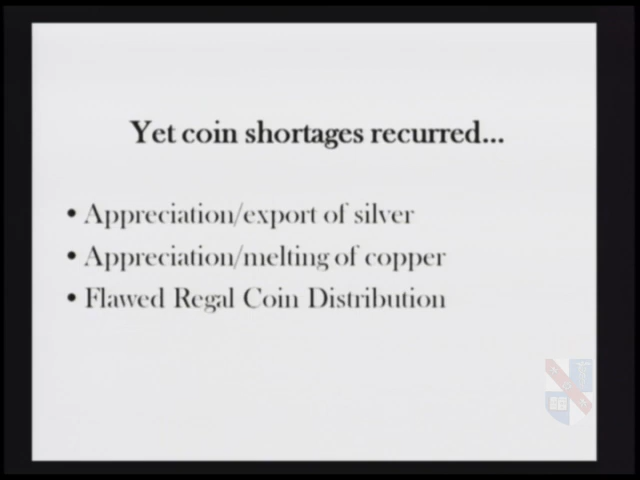 Yet coin shortages recurred...
• Appreciation/export of silver
• Appreciation/melting of copper
• Flawed Regal Coin Distribution